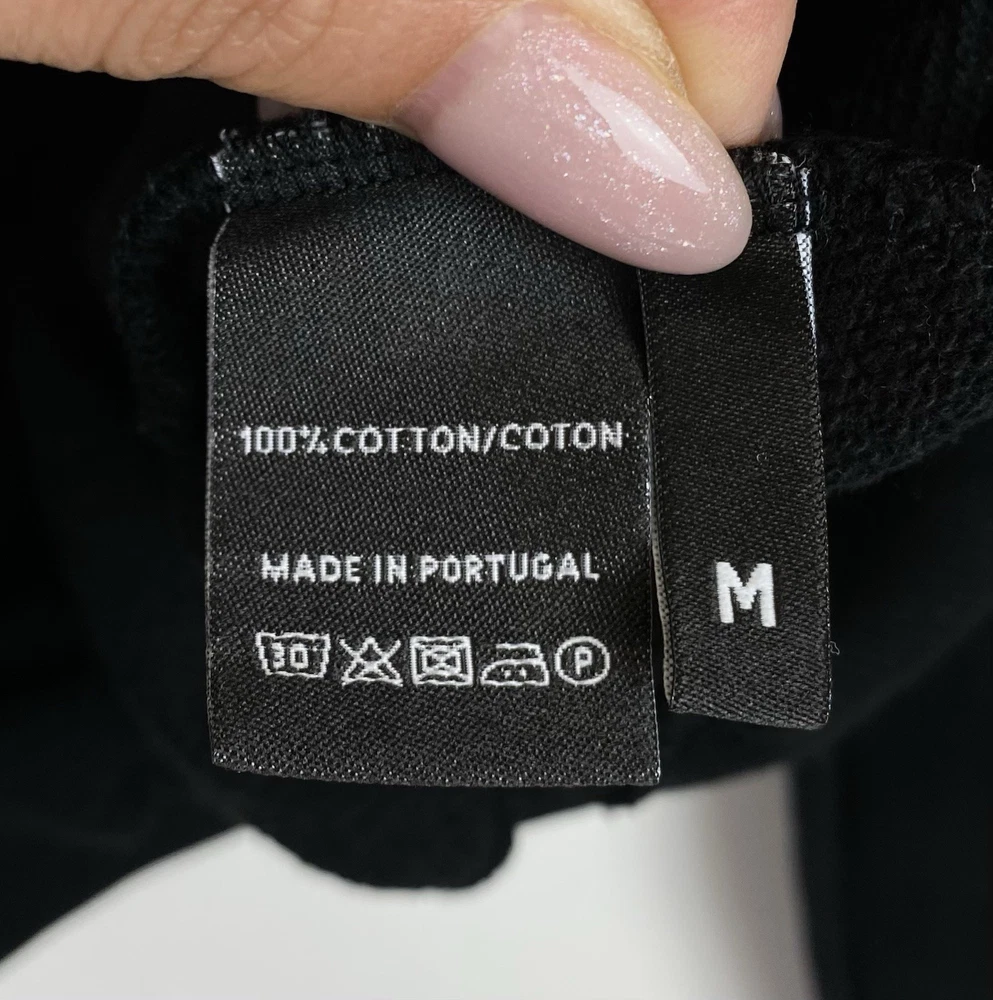 100% COTTON/COTON
MADE IN PORTUGAL
30 P
M